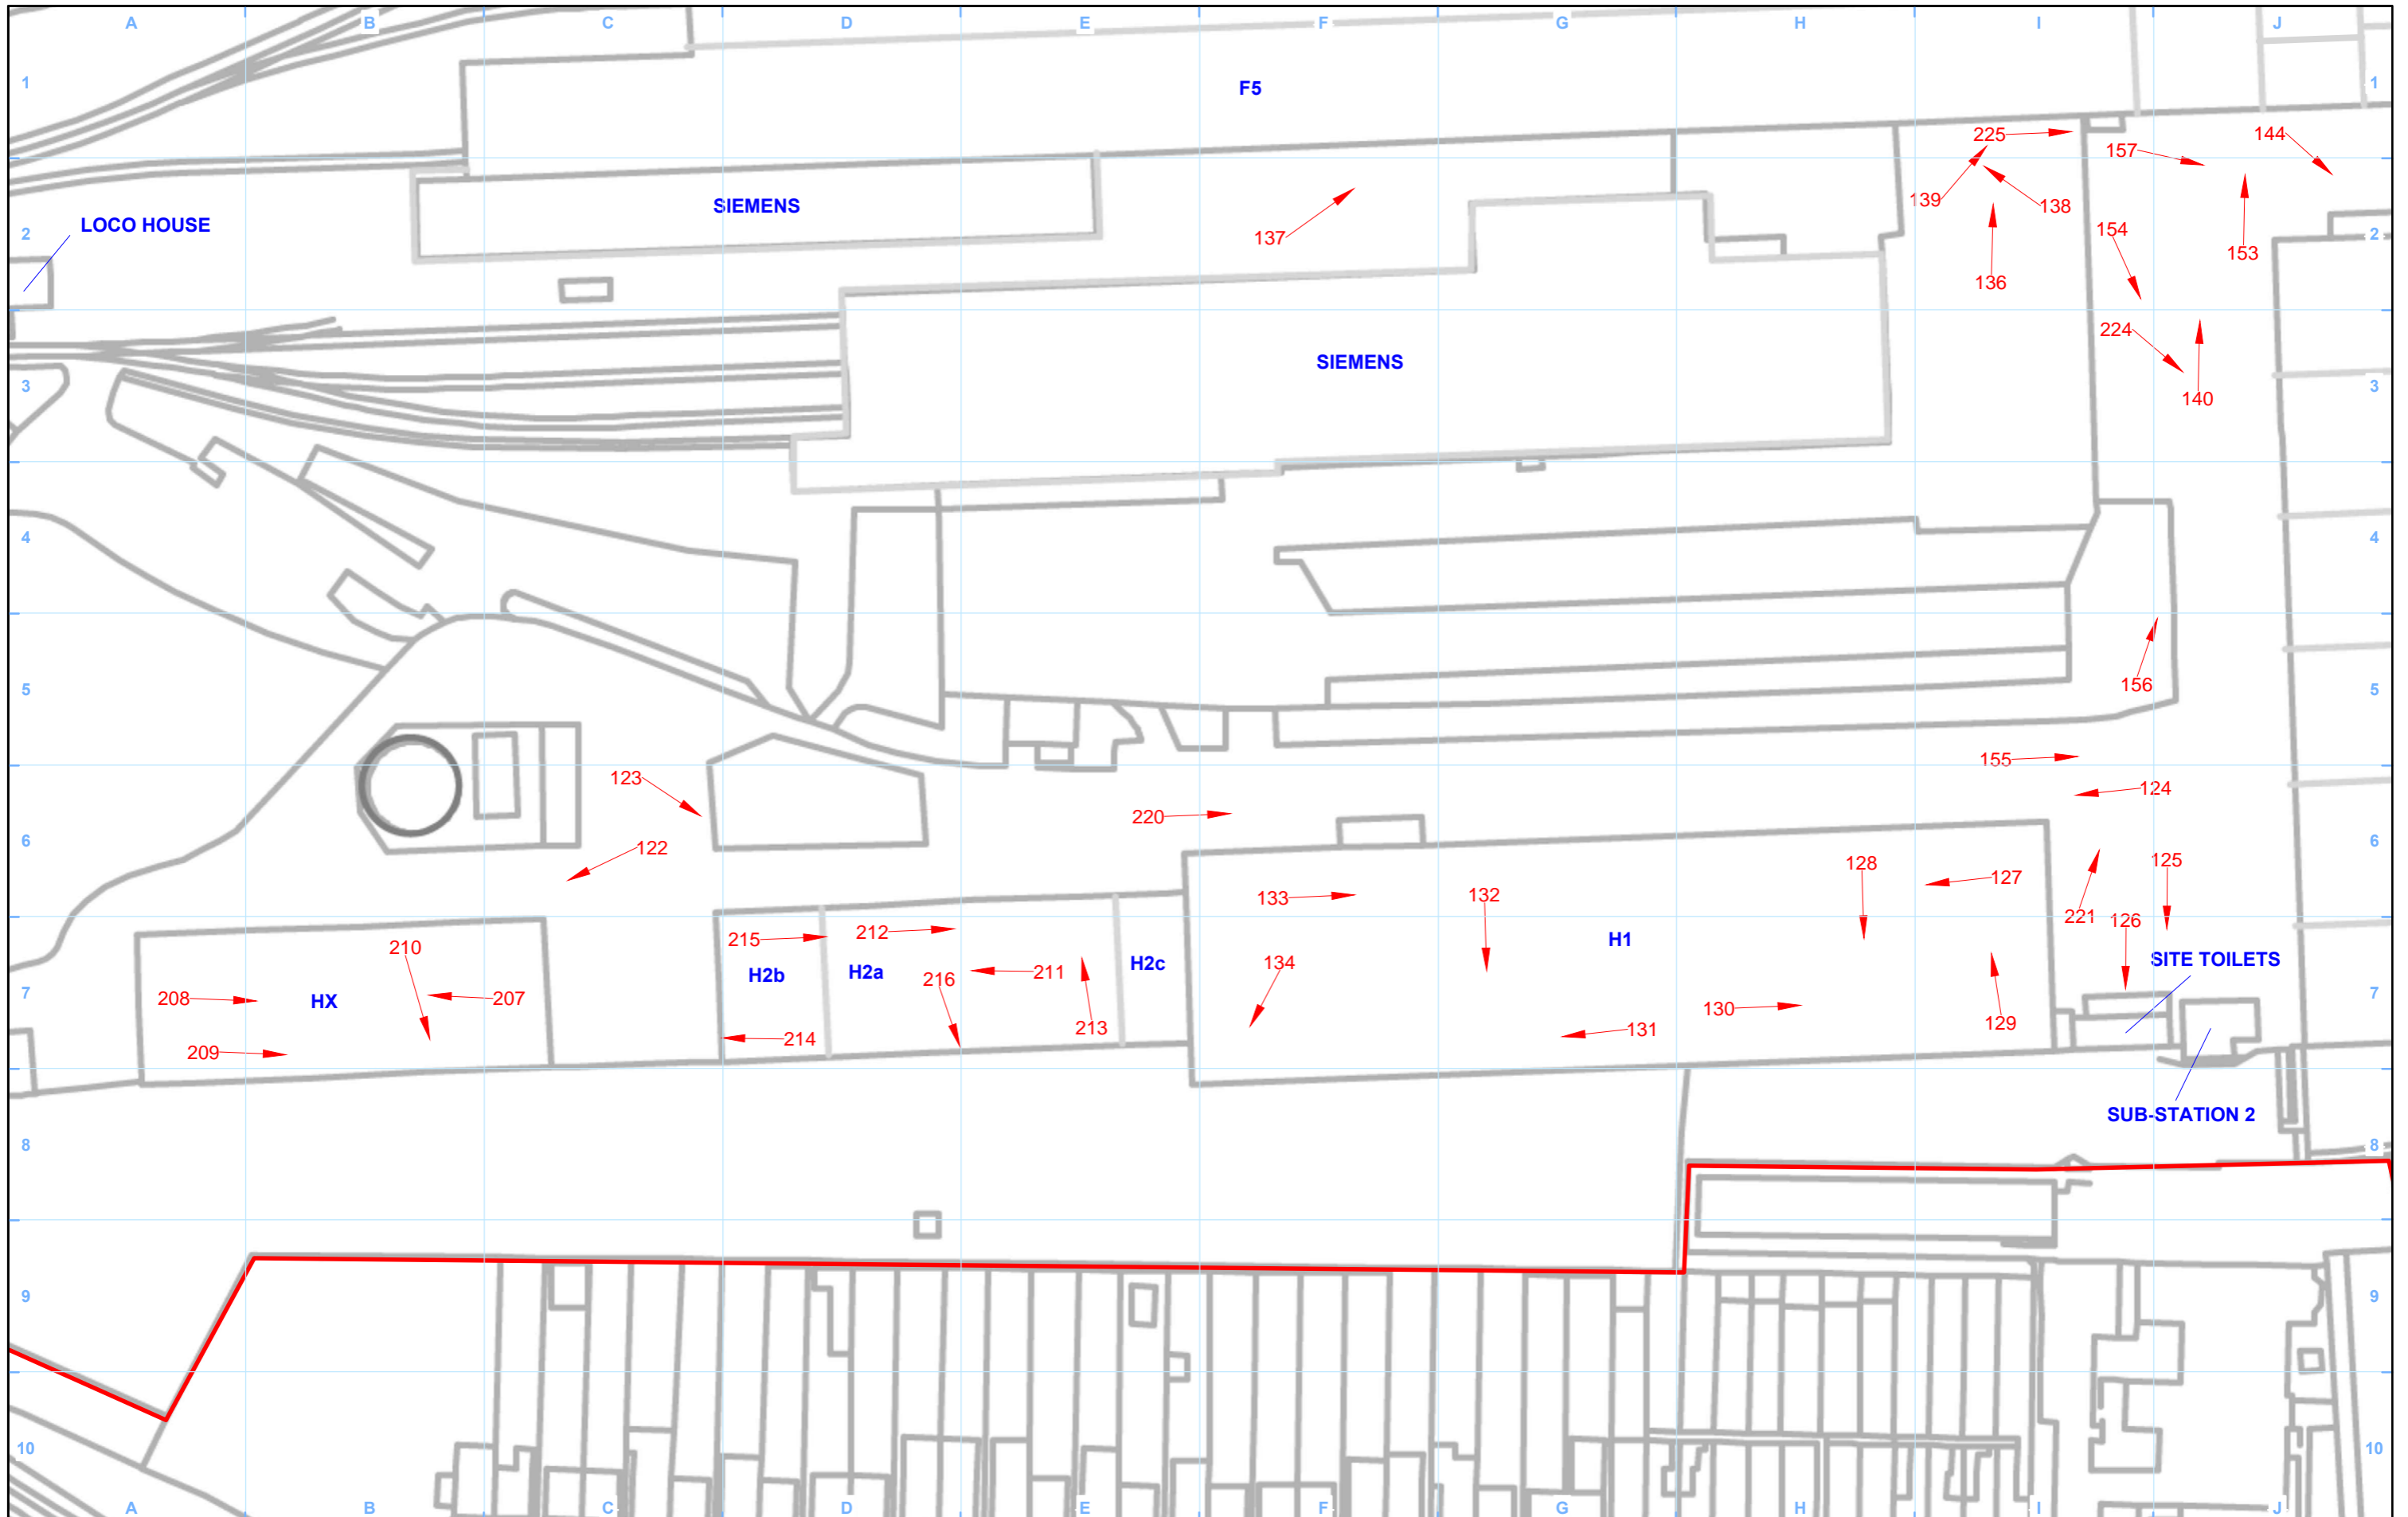 A B C D E F G H I J
1 F5 1
225 144
157
SIEMENS 139 138
LOCO HOUSE
2 137 154 2
153
136
224
SIEMENS
3 3
140
4 4
156
5 5
155
123 124
220
6 6
122 128 125
127
133 132
221 126
215 212 H1
210
SITE TOILETS
H2b H2a 211 H2c 134
216
7 208 HX 207 7
130
129
213 131
214
209
SUB-STATION 2
8 8
9 9
10 10
A B C D E F G H I J